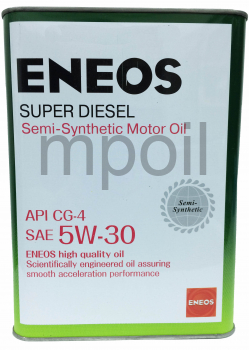 ENEOS
SUPER DIESEL
Semi-Synthetic Motor Oil
mpoil
Semi-
Synthetic
API CG-4
SAE 5W-30
ENEOS high quality oil
Scientifically engineered oil assuring
smooth acceleration performance
ENEOS